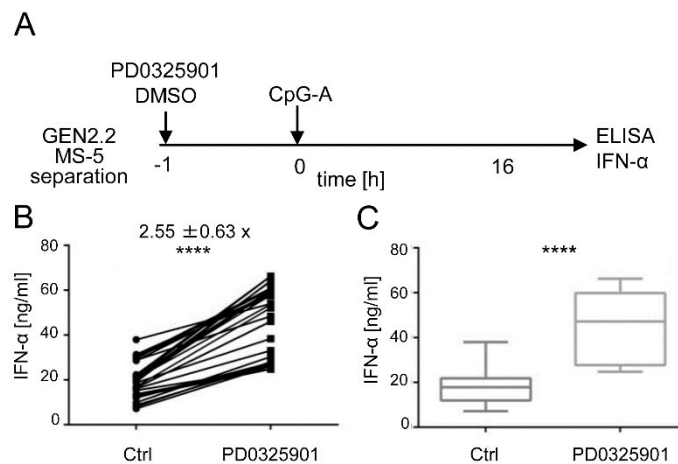 A
PD0325901
DMSO
CpG-A
GEN2.2
MS-5
separation
-1
0
time [h]
16
ELISA
IFN-α
B
2.55 ±0.63 x
****
80
60
40
20
0
IFN-α [ng/ml]
Ctrl
PD0325901
C
****
80
60
40
20
0
IFN-α [ng/ml]
Ctrl
PD0325901